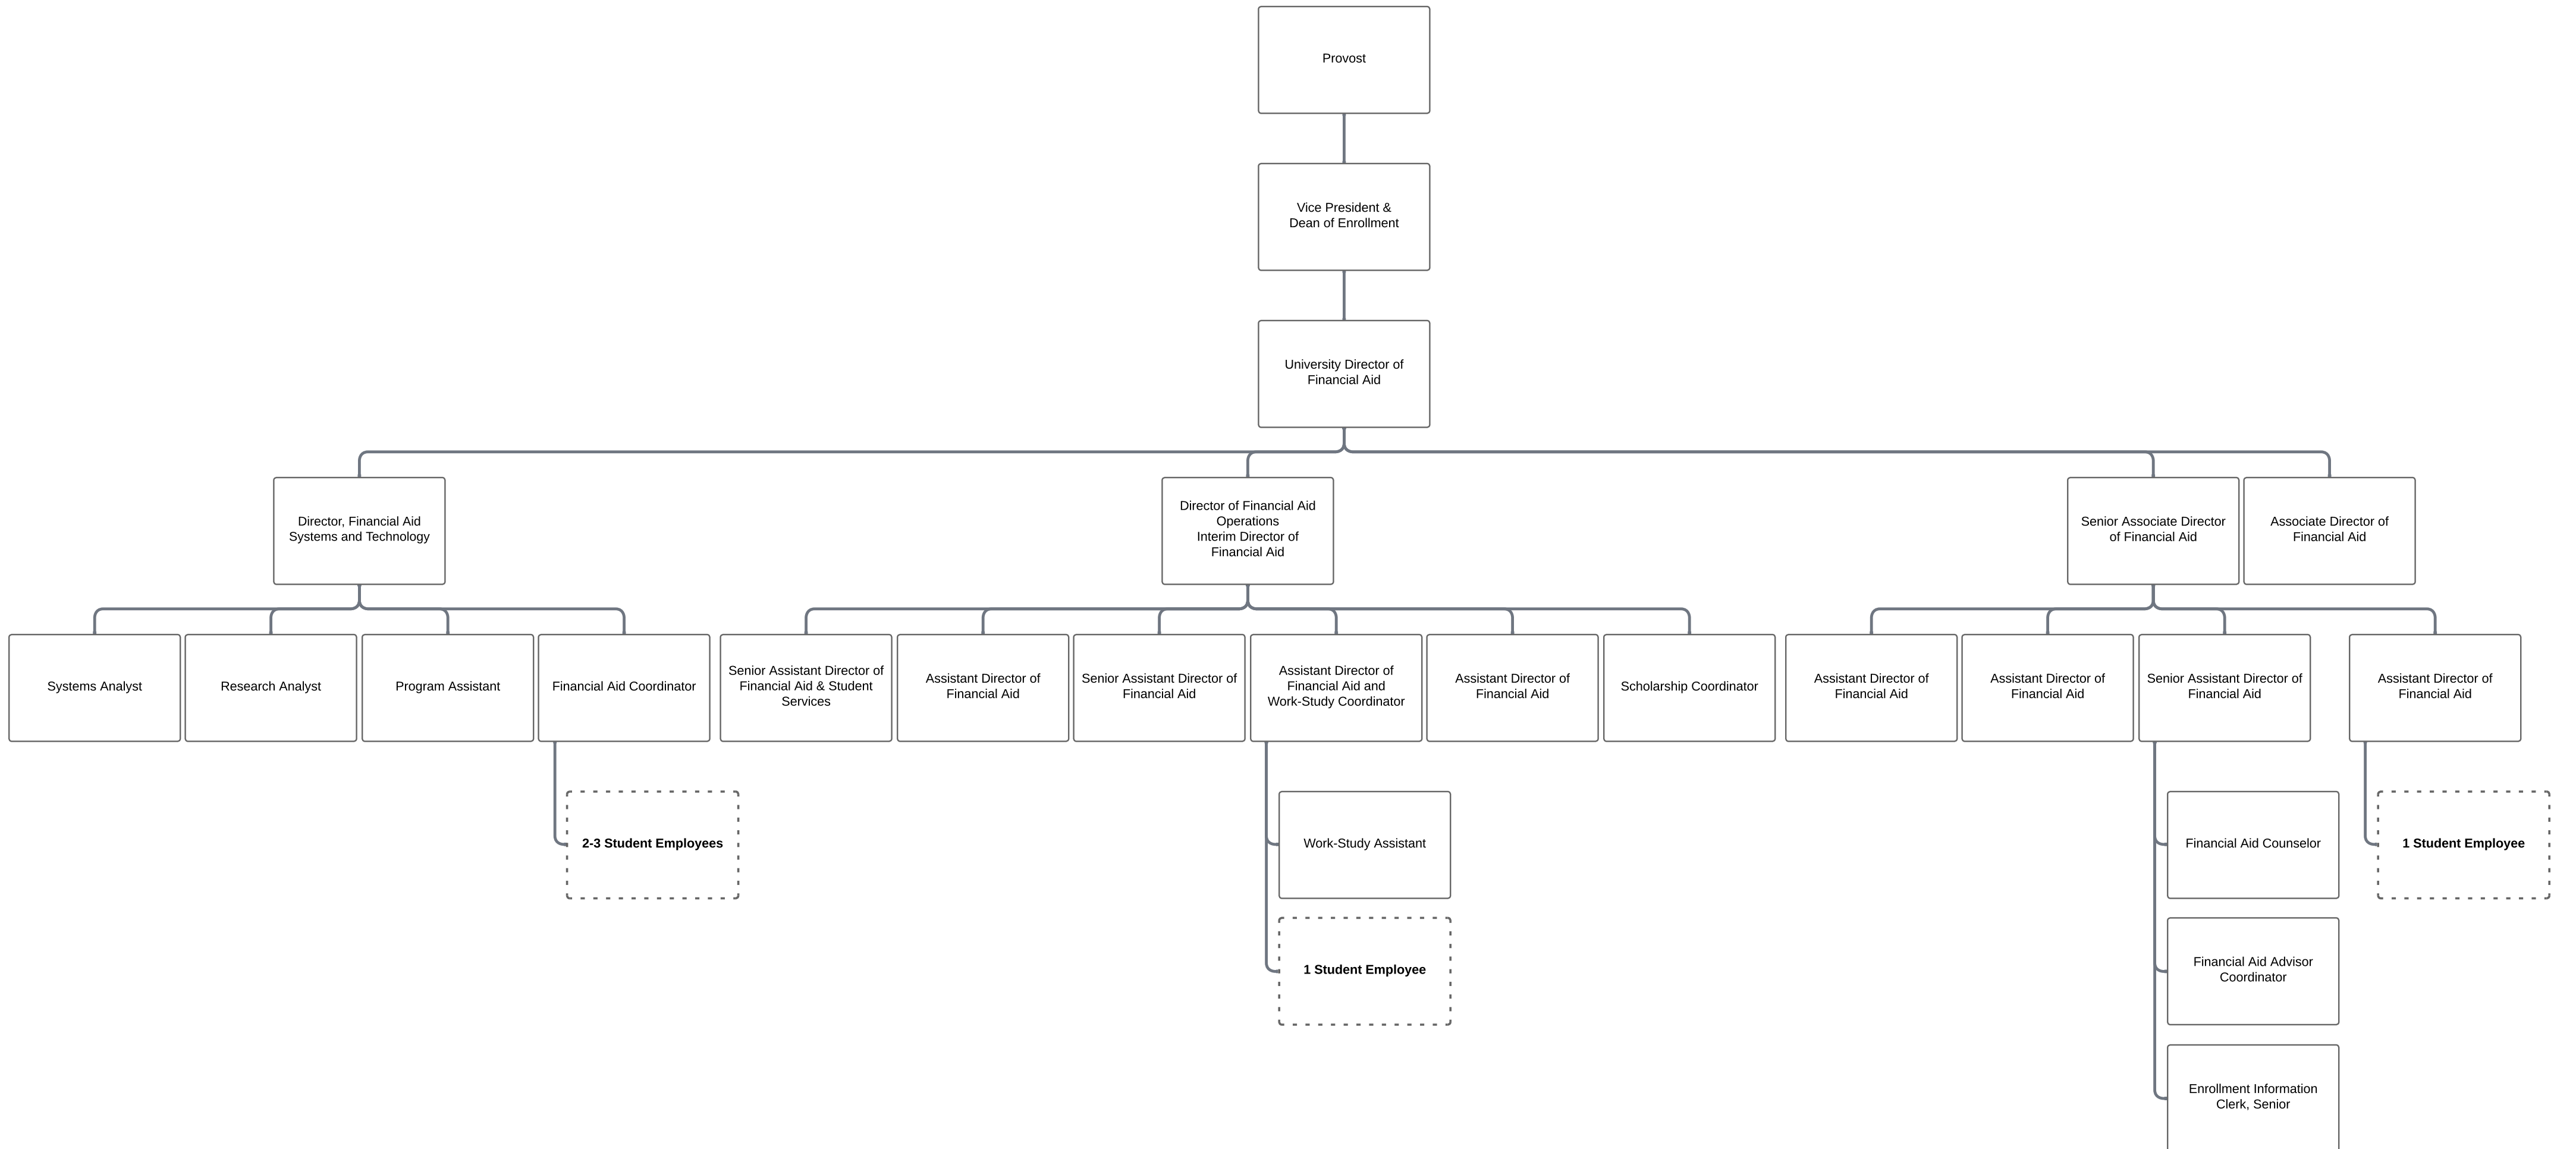 Provost
Vice President &
Dean of Enrollment
University Director of
Financial Aid
Director, Financial Aid
Systems and Technology
Director of Financial Aid
Operations
Interim Director of
Financial Aid
Senior Associate Director
of Financial Aid
Associate Director of
Financial Aid
Systems Analyst
Research Analyst
Program Assistant
Financial Aid Coordinator
Senior Assistant Director of
Financial Aid & Student
Services
Assistant Director of
Financial Aid
Senior Assistant Director of
Financial Aid
Assistant Director of
Financial Aid and
Work-Study Coordinator
Assistant Director of
Financial Aid
Scholarship Coordinator
Assistant Director of
Financial Aid
Assistant Director of
Financial Aid
Senior Assistant Director of
Financial Aid
Assistant Director of
Financial Aid
2-3 Student Employees
Work-Study Assistant
Financial Aid Counselor
1 Student Employee
1 Student Employee
Financial Aid Advisor
Coordinator
Enrollment Information
Clerk, Senior